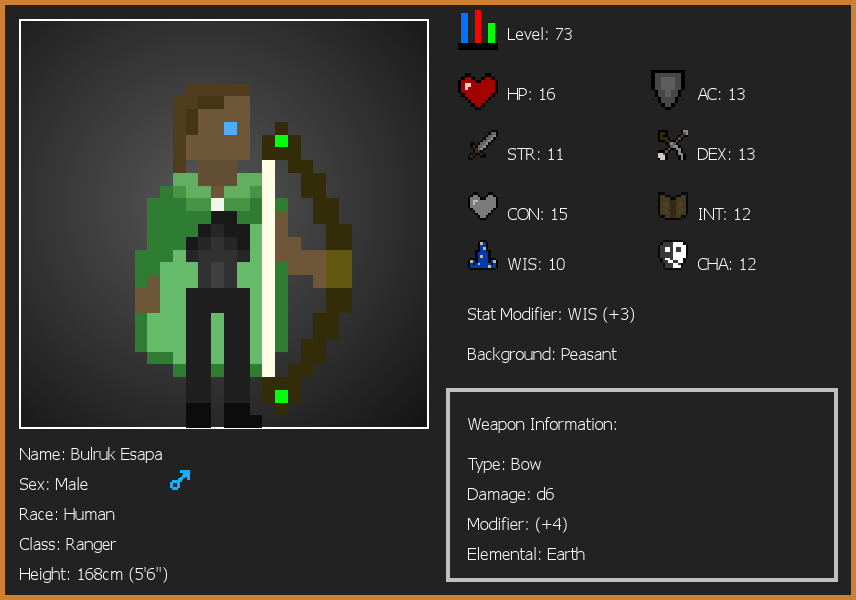 Level: 73
HP: 16
AC: 13
STR: 11
DEX: 13
CON: 15
INT: 12
WIS: 10
CHA: 12
Stat Modifier: WIS (+3)
Background: Peasant
Weapon Information:
Type: Bow
Damage: d6
Modifier: (+4)
Elemental: Earth
Name: Bulruk Esapa
Sex: Male
Race: Human
Class: Ranger
Height: 168cm (5'6")